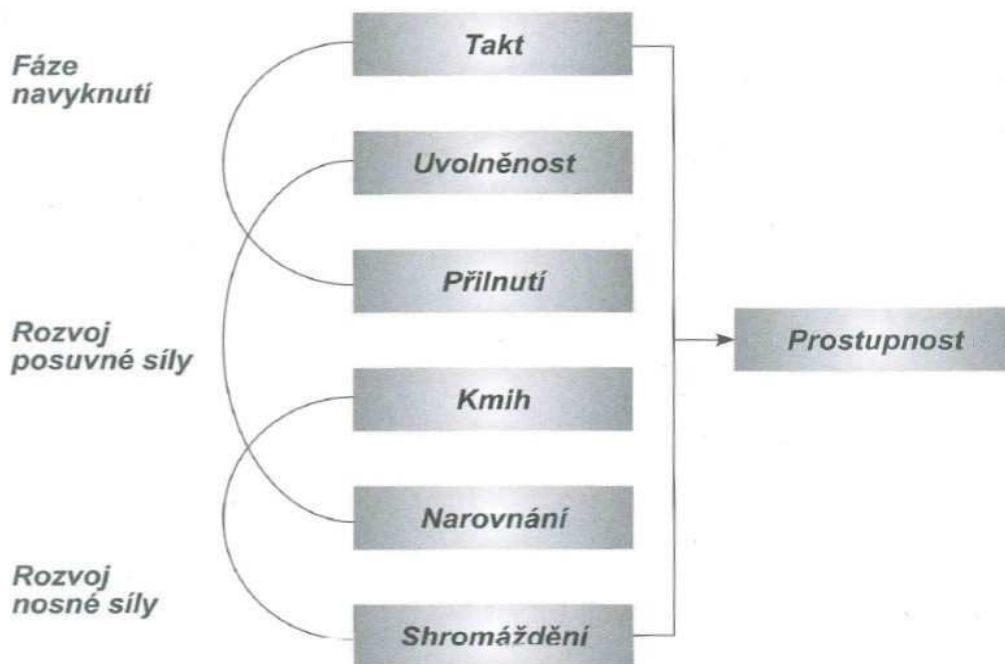 Fáze
navyknutí
Takt
Uvolněnost
Přilnutí
Rozvoj
posuvné síly
Prostupnost
Kmih
Narovnání
Rozvoj
nosné síly
Shromáždění